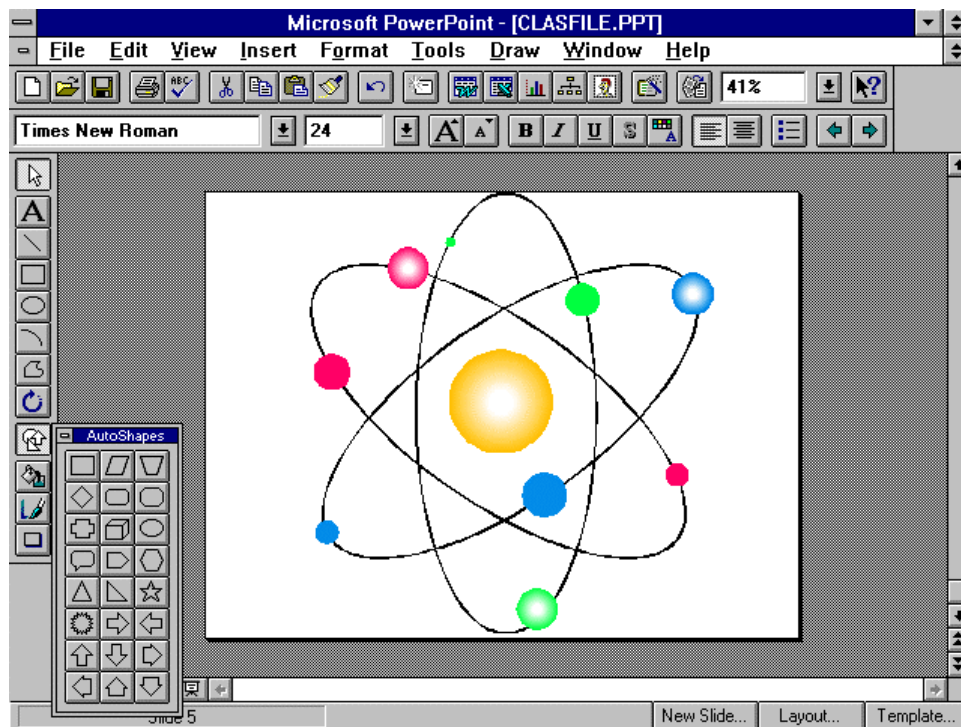 Microsoft PowerPoint - [CLASFILE.PPT]
File Edit View Insert Format Tools Draw Window Help
ABC 41% ?
Times New Roman 24 A A B I U S A
A
AutoShapes
Slide 5 New Slide... Layout... Template...